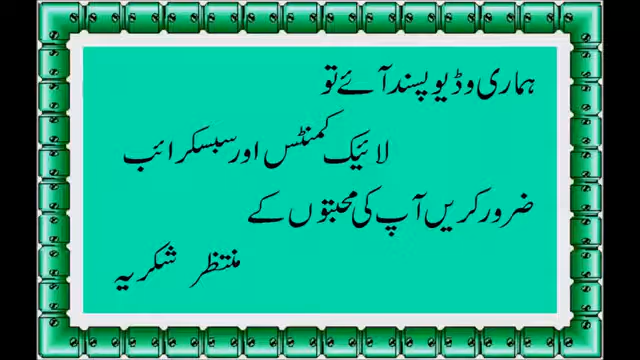 ہماری وڈیو پسند آئے تو
لائیک کمنٹس اور سبسکرائب
ضرور کریں آپ کی محبتوں کے
منتظر شکریہ